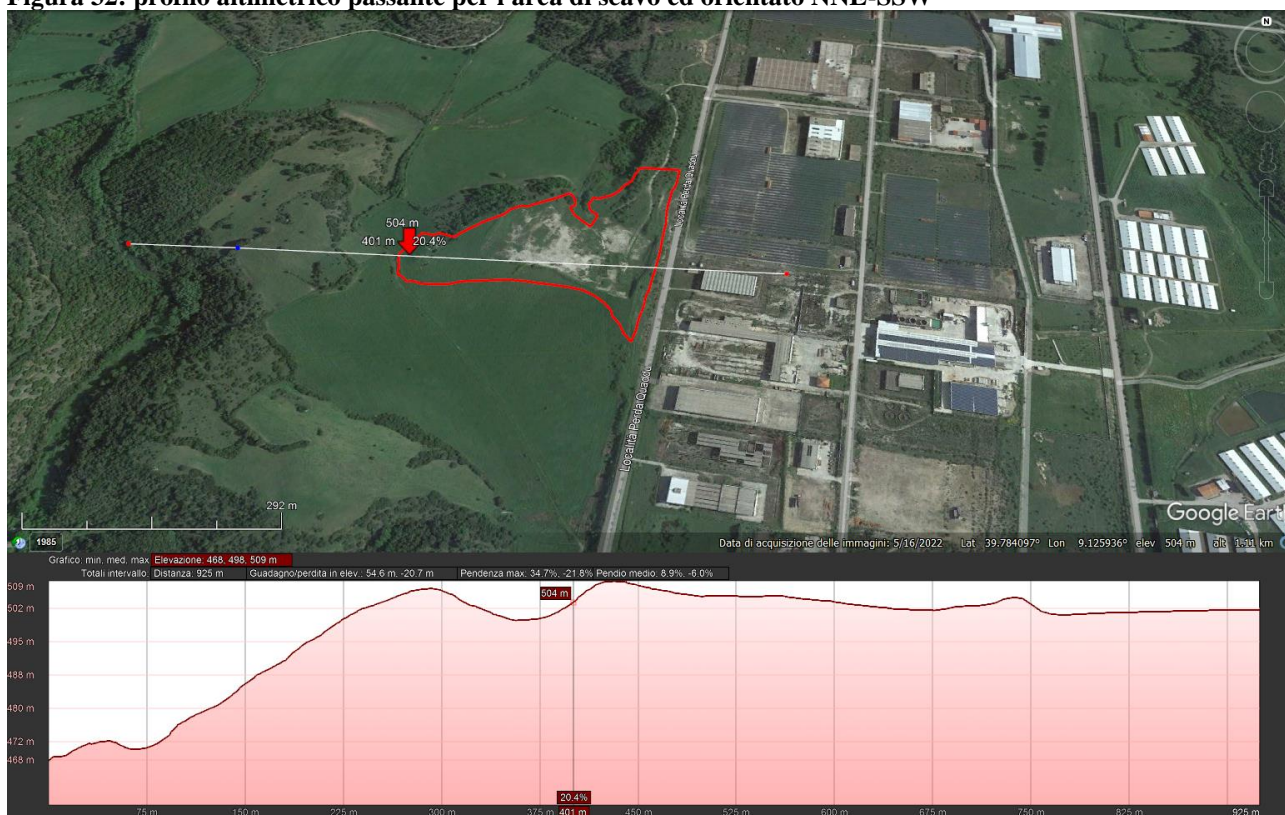 Figura 32: profilo altimetrico passante per l'area di scavo ed orientato NNE-SSW
N
Località Perda Quaddu
504 m
401 m 20.4%
Località Perda Quaddu
292 m
Google Earth
1985
Data di acquisizione delle immagini: 5/16/2022 Lat 39.784097° Lon 9.125936° elev 504 m alt 1.11 km
Grafico: min, med, max Elevazione: 468, 498, 509 m
Totali intervallo: Distanza: 925 m Guadagno/perdita in elev.: 54.6 m, -20.7 m Pendenza max: 34.7%, -21.8% Pendio medio: 8.9%, -6.0%
509 m
504 m
502 m
495 m
488 m
480 m
472 m
468 m
20.4%
75 m 150 m 225 m 300 m 375 m 401 m 450 m 525 m 600 m 675 m 750 m 825 m 925 m